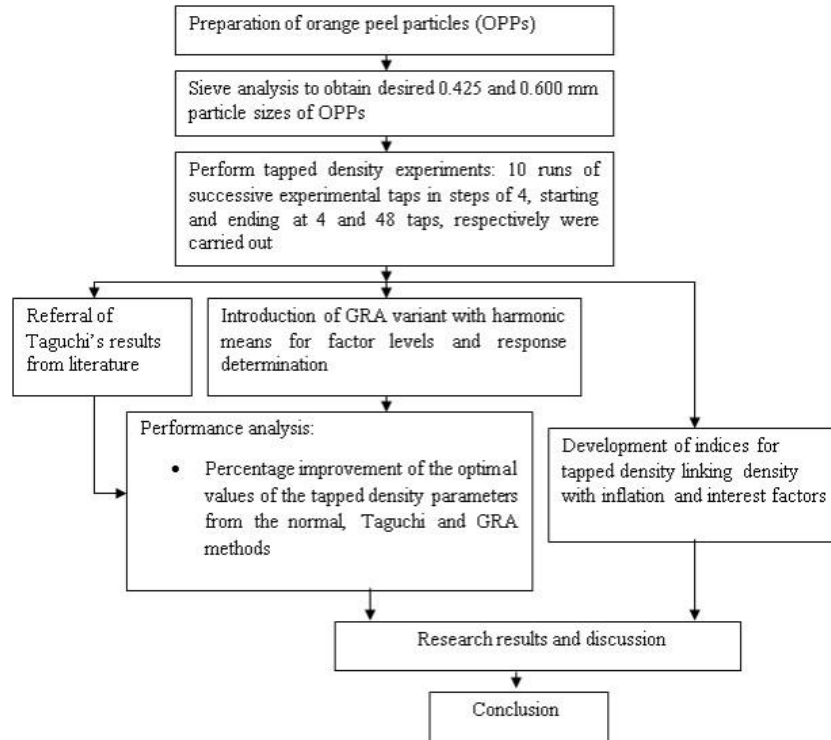 Preparation of orange peel particles (OPPs)
Sieve analysis to obtain desired 0.425 and 0.600 mm
particle sizes of OPPs
Perform tapped density experiments: 10 runs of
successive experimental taps in steps of 4, starting
and ending at 4 and 48 taps, respectively were
carried out
Referral of
Taguchi's results
from literature
Introduction of GRA variant with harmonic
means for factor levels and response
determination
Performance analysis:
• Percentage improvement of the optimal
values of the tapped density parameters
from the normal, Taguchi and GRA
methods
Development of indices for
tapped density linking density
with inflation and interest factors
Research results and discussion
Conclusion